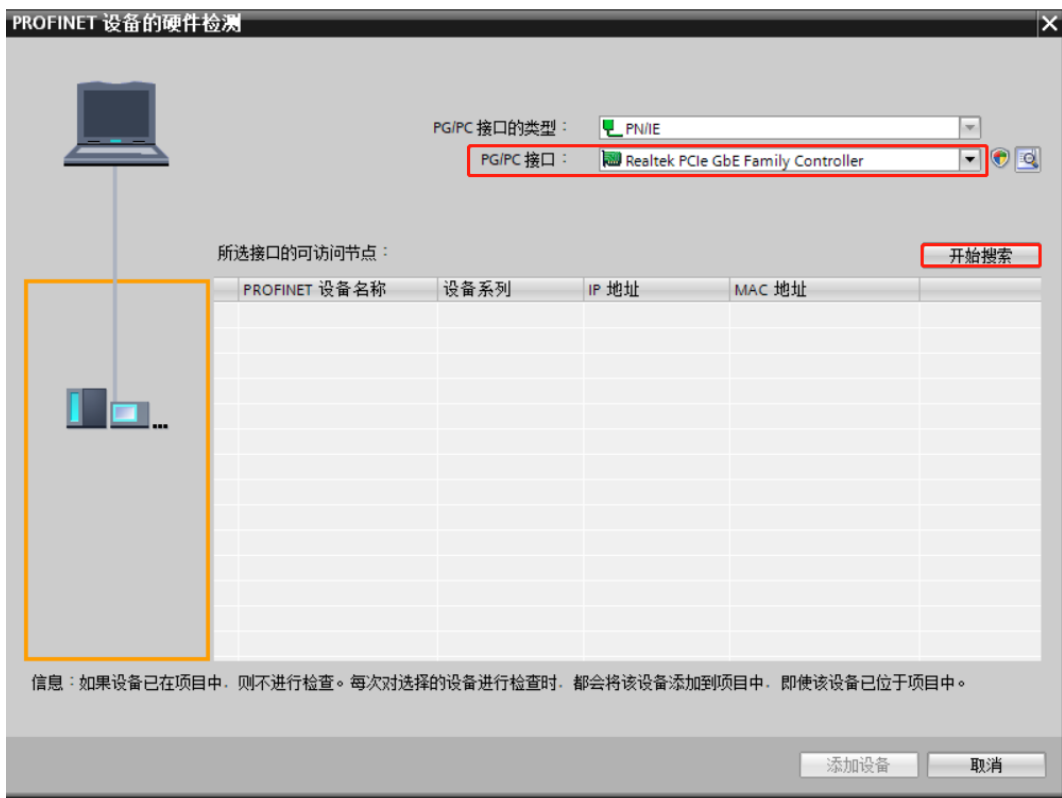 PROFINET 设备的硬件检测
PG/PC 接口的类型： PN/IE
PG/PC 接口： Realtek PCIe GbE Family Controller
所选接口的可访问节点：
开始搜索
PROFINET 设备名称 设备系列 IP 地址 MAC 地址
信息：如果设备已在项目中，则不进行检查。每次对选择的设备进行检查时，都会将该设备添加到项目中，即使该设备已位于项目中。
添加设备 取消